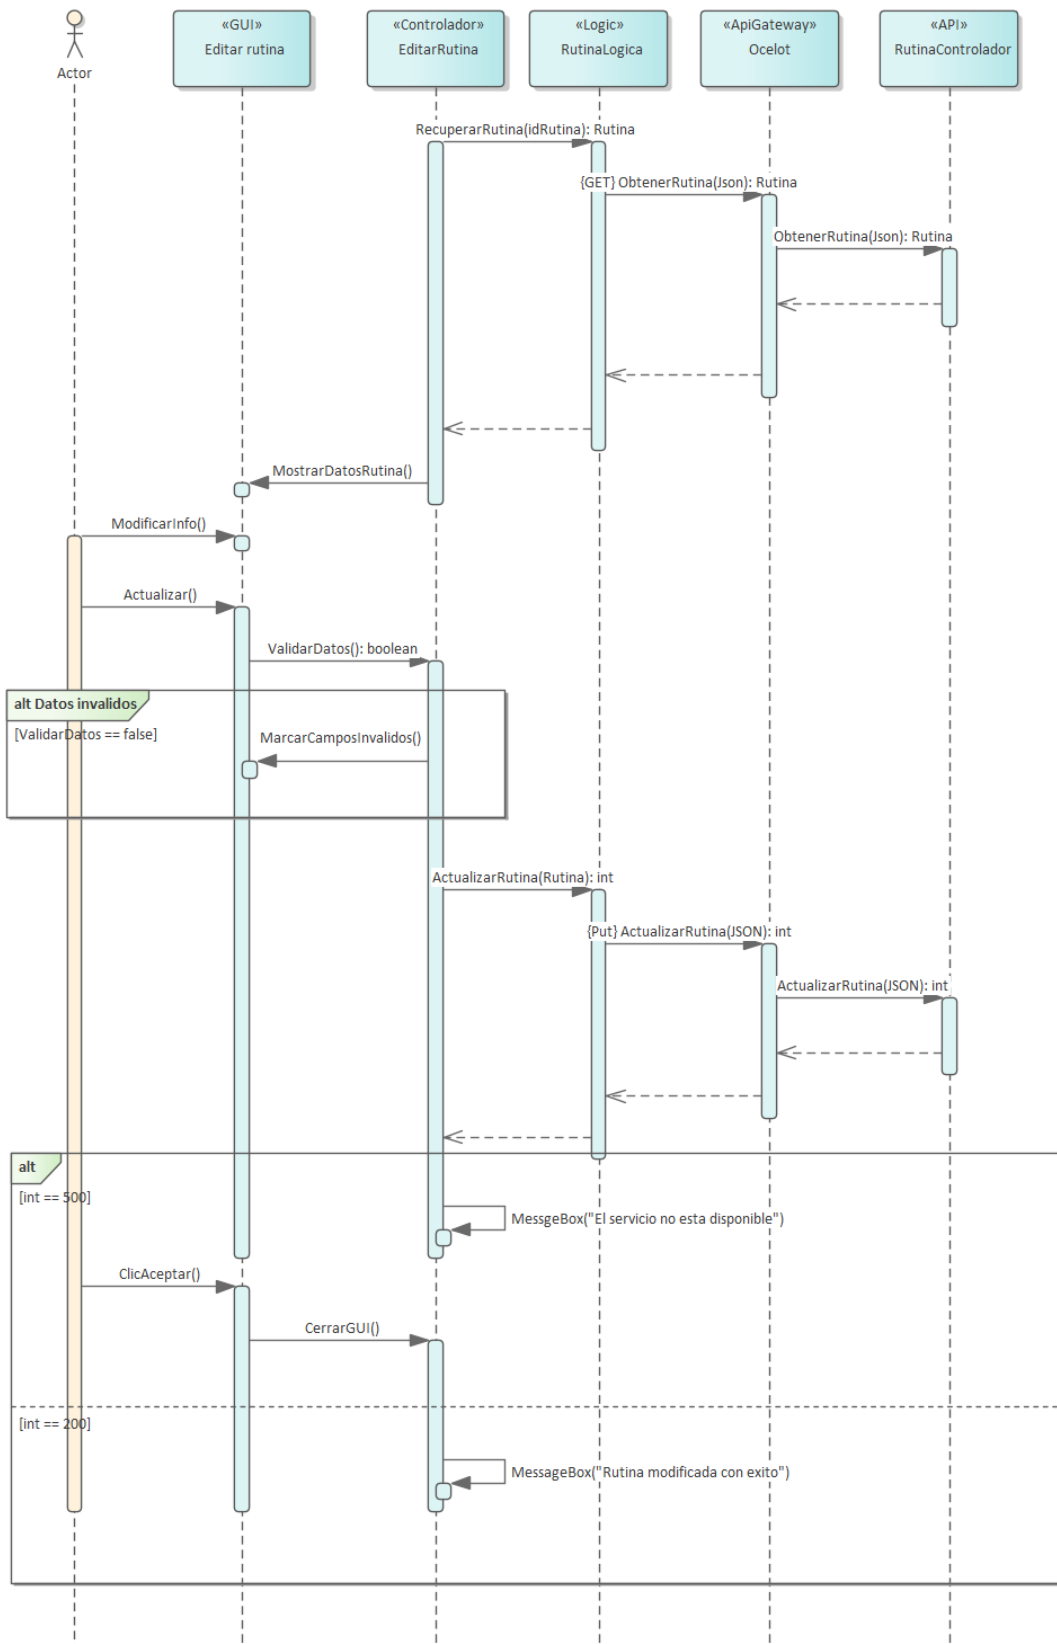 «GUI»
Editar rutina
«Controlador»
EditarRutina
«Logic»
RutinaLogica
«ApiGateway»
Ocelot
«API»
RutinaControlador
Actor
RecuperarRutina(idRutina): Rutina
{GET} ObtenerRutina(Json): Rutina
ObtenerRutina(Json): Rutina
MostrarDatosRutina()
ModificarInfo()
Actualizar()
ValidarDatos(): boolean
alt Datos invalidos
[ValidarDatos == false]
MarcarCamposInvalidos()
ActualizarRutina(Rutina): int
{Put} ActualizarRutina(JSON): int
ActualizarRutina(JSON): int
alt
[int == 500]
MessgeBox("El servicio no esta disponible")
ClicAceptar()
CerrarGUI()
[int == 200]
MessageBox("Rutina modificada con exito")